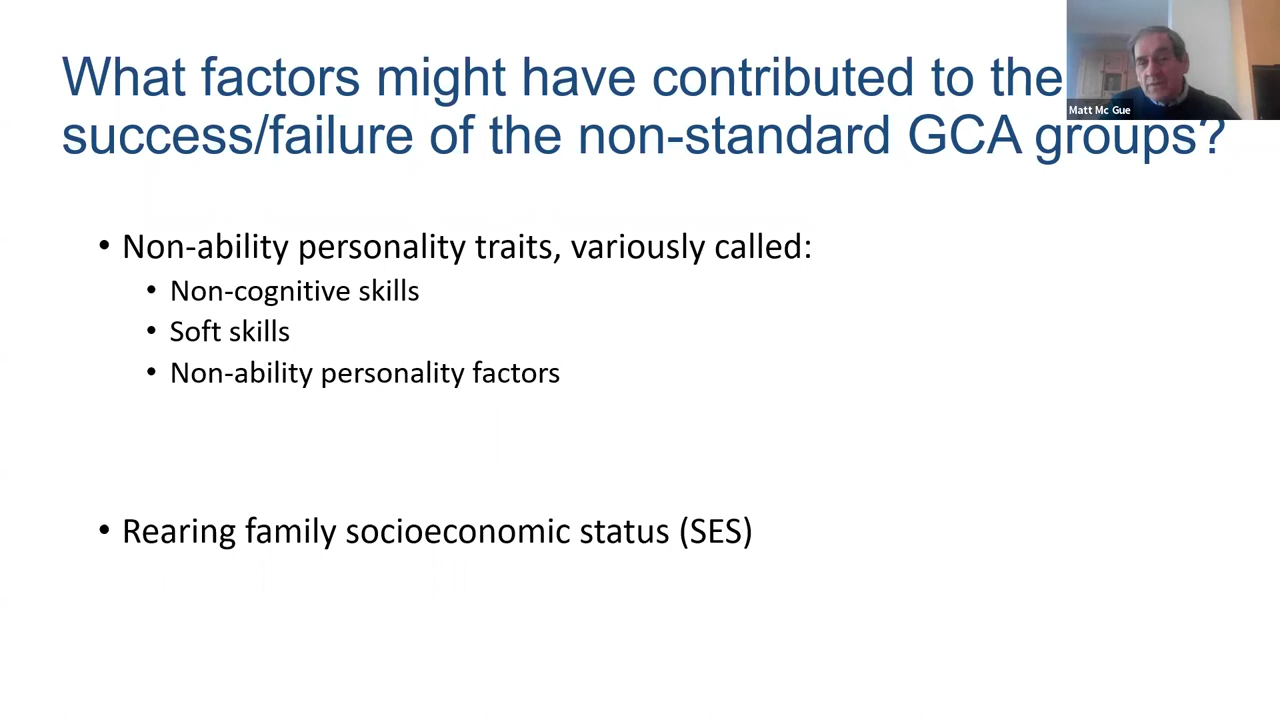 What factors might have contributed to the
success/failure of the non-standard GCA groups?
Matt Mc Gue
• Non-ability personality traits, variously called:
• Non-cognitive skills
• Soft skills
• Non-ability personality factors
• Rearing family socioeconomic status (SES)